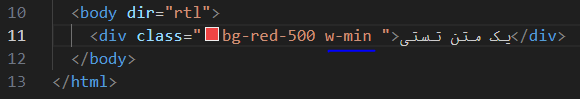 10 <body dir="rtl">
11 <div class="bg-red-500 w-min ">یک متن تستی</div>
12 </body>
13 </html>